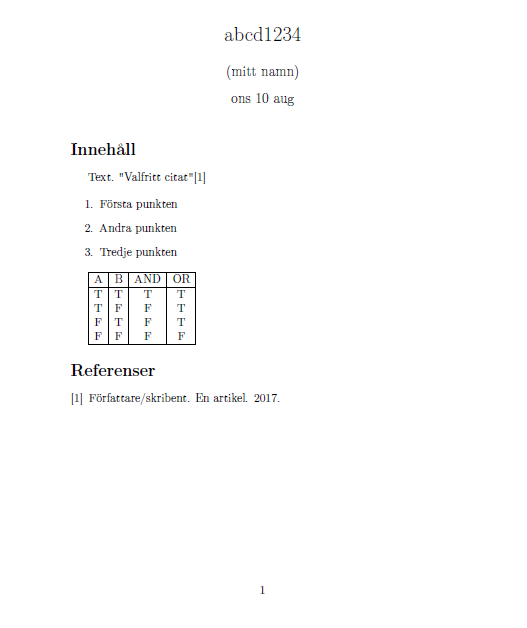 abcd1234
(mitt namn)
ons 10 aug
Innehåll
Text. "Valfritt citat"[1]
1. Första punkten
2. Andra punkten
3. Tredje punkten
A B AND OR
T T T T
T F F T
F T F T
F F F F
Referenser
[1] Författare/skribent. En artikel. 2017.
1